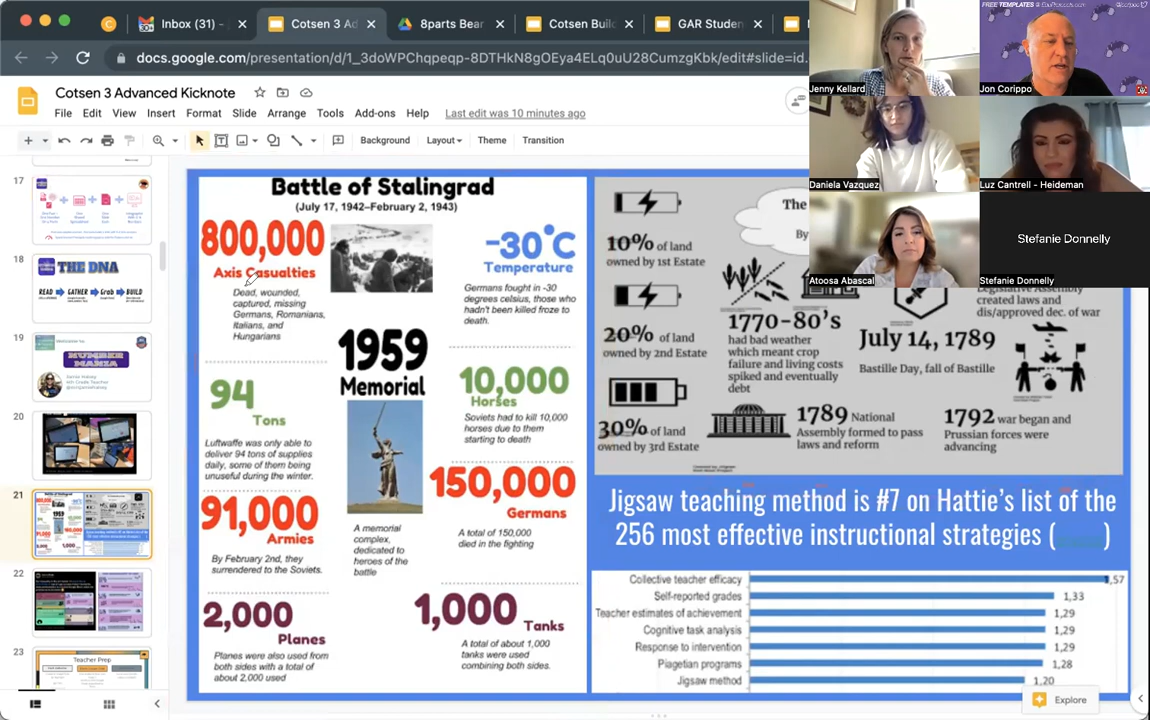 Inbox (31) -
Cotsen 3 Ad
8parts Bear
Cotsen Buil
GAR Studen
docs.google.com/presentation/d/1_3doWPChqpeqp-8DTHkN8gOEya4ELq0uU28CumzgKbk/edit#slide=id.
Cotsen 3 Advanced Kicknote
File Edit View Insert Format Slide Arrange Tools Add-ons Help Last edit was 10 minutes ago
Background Layout Theme Transition
FREE TEMPLATES @
Jenny Kellard
Jon Corippo
Daniela Vazquez
Luz Cantrell - Heideman
Atoosa Abascal
Stefanie Donnelly
Stefanie Donnelly
17
18
THE DNA
READ GATHER Grab BUILD
19
NUMBER
MANIA
20
21
22
23
Teacher Prep
Battle of Stalingrad
(July 17, 1942–February 2, 1943)
800,000
Axis Casualties
Dead, wounded,
captured, missing
Germans, Romanians,
Italians, and
Hungarians
94
Tons
Luftwaffe was only able to
deliver 94 tons of supplies
daily, some of them being
unuseful during the winter.
91,000
Armies
By February 2nd, they
surrendered to the Soviets.
2,000
Planes
Planes were also used from
both sides with a total of
about 2,000 used
1959
Memorial
A memorial
complex,
dedicated to
heroes of the
battle
-30°C
Temperature
Germans fought in -30
degrees celsius, those who
hadn't been killed froze to
death.
10,000
Horses
Soviets had to kill 10,000
horses due to them
starting to death
150,000
Germans
A total of 150,000
died in the fighting
1,000 Tanks
A total of about 1,000
tanks were used
combining both sides.
The
By
10% of land
owned by 1st Estate
20% of land
owned by 2nd Estate
30% of land
owned by 3rd Estate
1770-80's
had bad weather
which meant crop
failure and living costs
spiked and eventually
debt
1789 National
Assembly formed to pass
laws and reform
Legislative Assembly
created laws and
dis/approved dec. of war
July 14, 1789
Bastille Day, fall of Bastille
1792 war began and
Prussian forces were
advancing
Jigsaw teaching method is #7 on Hattie's list of the
256 most effective instructional strategies ( )
Collective teacher efficacy 1,57
Self-reported grades 1,33
Teacher estimates of achievement 1,29
Cognitive task analysis 1,29
Response to intervention 1,29
Piagetian programs 1,28
Jigsaw method 1,20
Explore